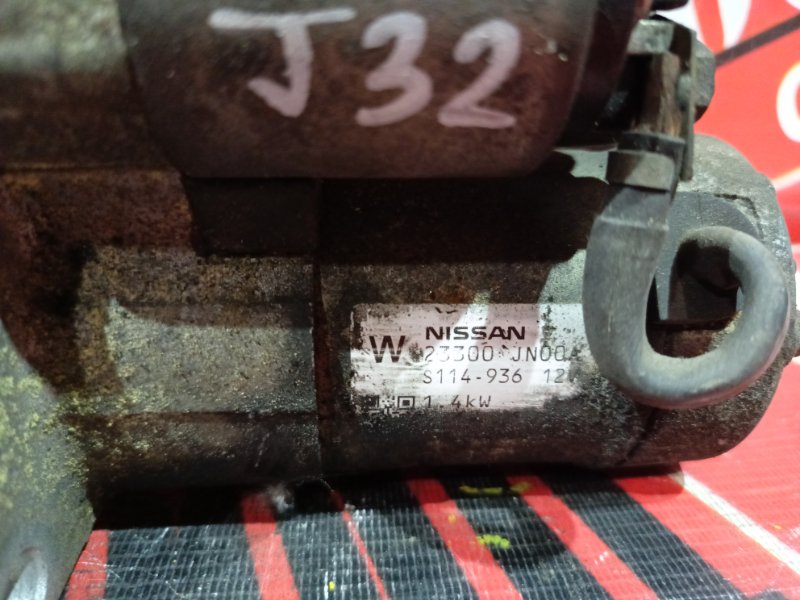 J32
NISSAN
W 23300 JN00A
S114-936 12
1.4kW